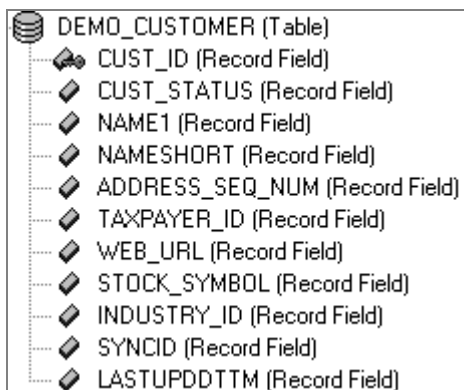 DEMO_CUSTOMER (Table)
CUST_ID (Record Field)
CUST_STATUS (Record Field)
NAME1 (Record Field)
NAMESHORT (Record Field)
ADDRESS_SEQ_NUM (Record Field)
TAXPAYER_ID (Record Field)
WEB_URL (Record Field)
STOCK_SYMBOL (Record Field)
INDUSTRY_ID (Record Field)
SYNCID (Record Field)
LASTUPDDTTM (Record Field)